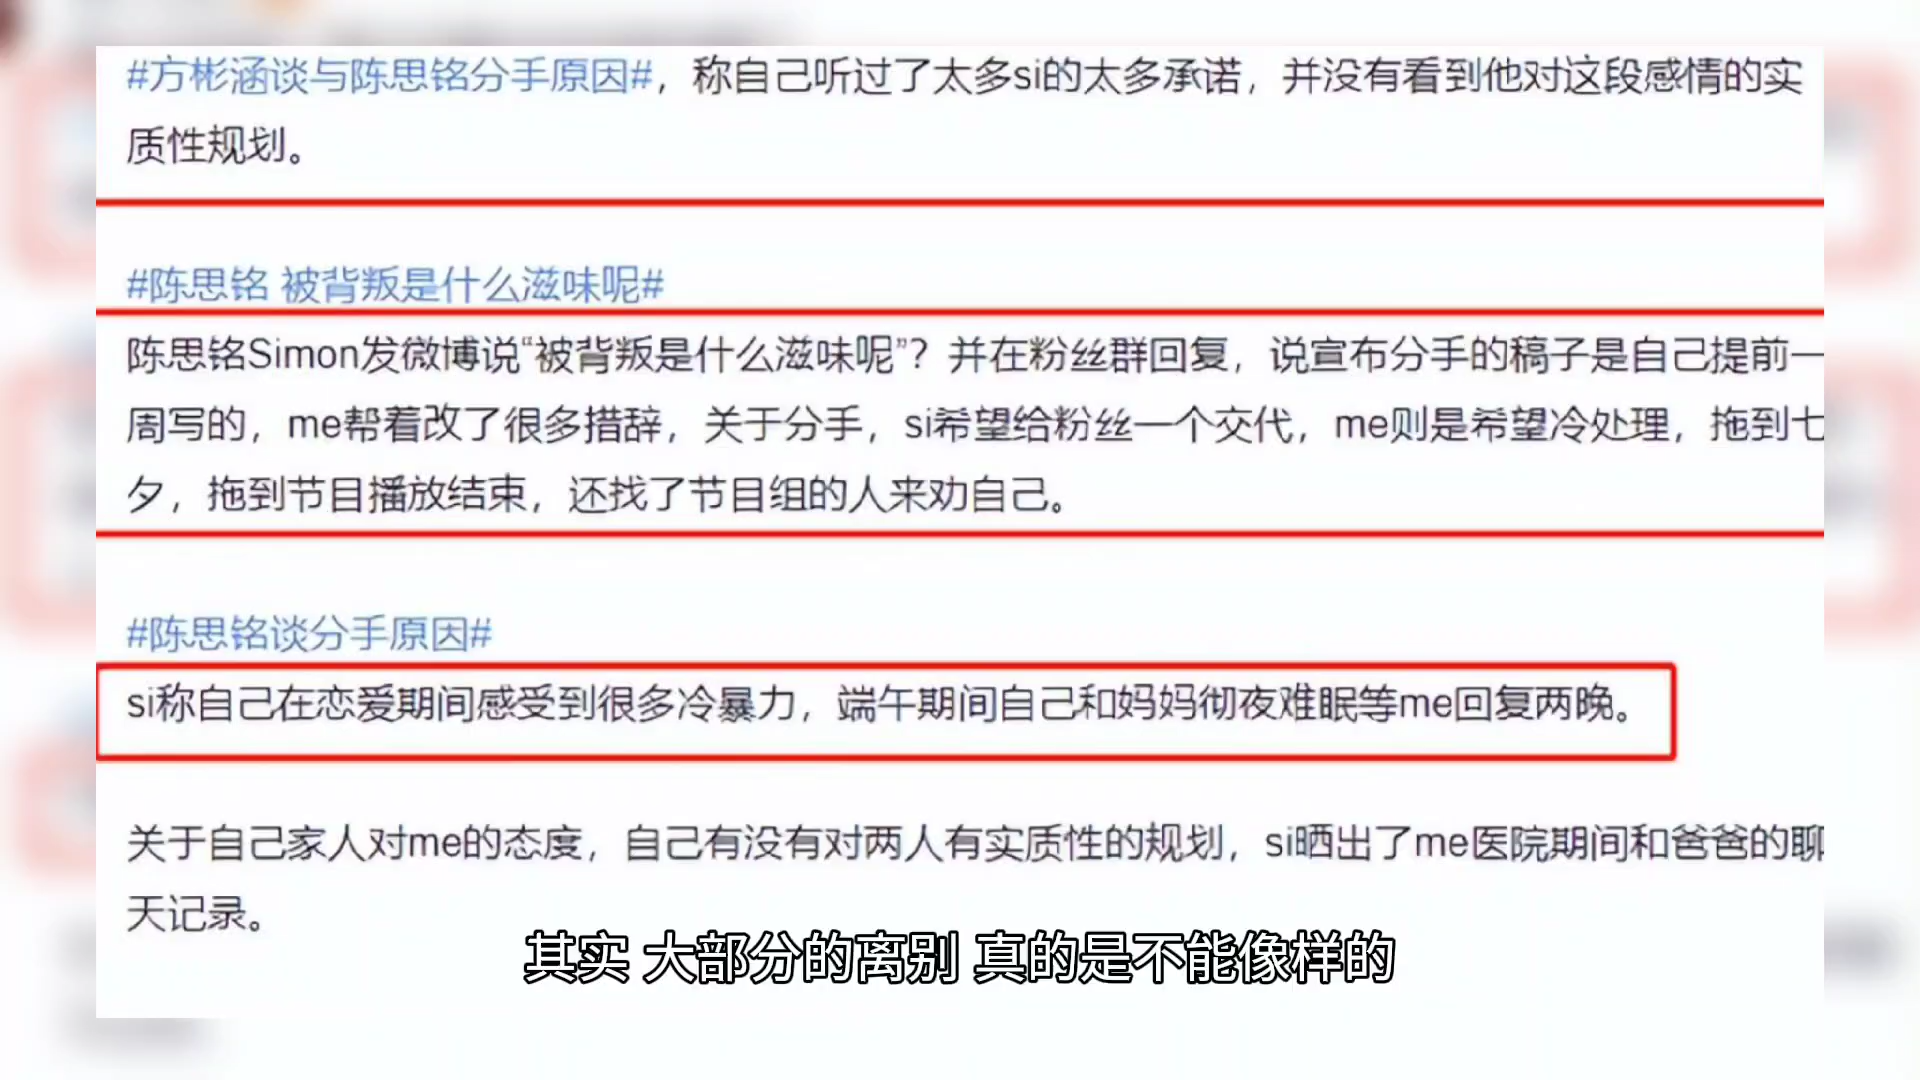 #方彬涵谈与陈思铭分手原因#，称自己听过了太多si的太多承诺，并没有看到他对这段感情的实
质性规划。
#陈思铭 被背叛是什么滋味呢#
陈思铭Simon发微博说“被背叛是什么滋味呢”？并在粉丝群回复，说宣布分手的稿子是自己提前一
周写的，me帮着改了很多措辞，关于分手，si希望给粉丝一个交代，me则是希望冷处理，拖到七
夕，拖到节目播放结束，还找了节目组的人来劝自己。
#陈思铭谈分手原因#
si称自己在恋爱期间感受到很多冷暴力，端午期间自己和妈妈彻夜难眠等me回复两晚。
关于自己家人对me的态度，自己有没有对两人有实质性的规划，si晒出了me医院期间和爸爸的聊
天记录。
其实 大部分的离别 真的是不能像样的